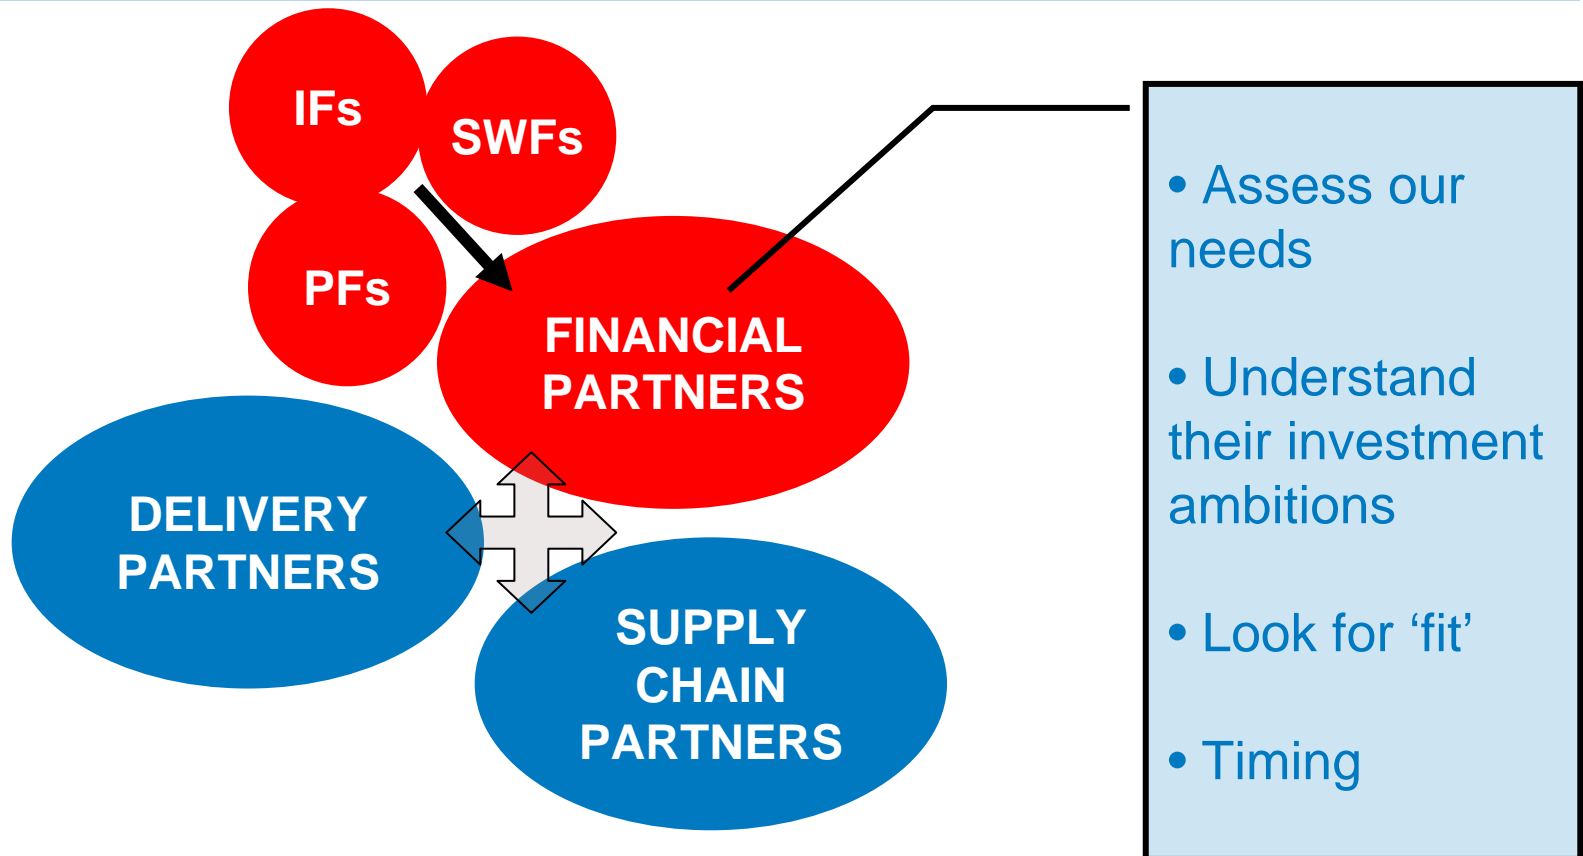 IFs
SWFs
PFs
FINANCIAL
PARTNERS
DELIVERY
PARTNERS
SUPPLY
CHAIN
PARTNERS
• Assess our
needs
• Understand
their investment
ambitions
• Look for ‘fit’
• Timing